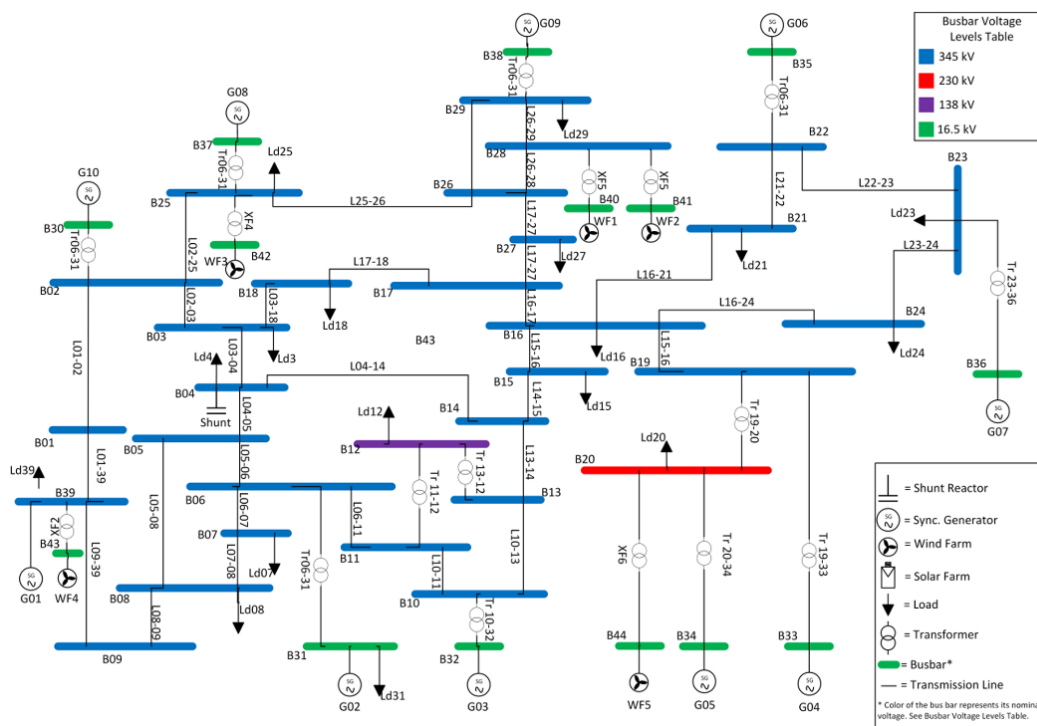 G09
G06
Busbar Voltage
Levels Table
345 kV
230 kV
138 kV
16.5 kV
B38
B35
Tr06-31
Tr06-31
G08
B29
L26-29
Ld29
B37
Ld25
Tr06-31
B28
B22
B23
L26-28
XF5
XF5
L21-22
L22-23
G10
B25
B26
B40
B41
B21
Ld23
L25-26
XF4
L17-27
WF1
WF2
L23-24
B30
Tr06-31
B42
B27
Ld27
Ld21
WF3
L02-25
L17-27
L16-21
Tr 23-36
B02
B18
L17-18
B17
L02-03
L03-18
L16-17
L16-24
B03
Ld18
B43
B16
B24
L01-02
L03-04
Ld3
L15-16
Ld16
L15-16
Ld24
Ld4
L04-14
B15
B19
B36
B04
Ld15
L14-15
Shunt
L04-05
Ld12
B14
Tr 19-20
G07
B01
B05
B12
Ld20
Ld39
L01-39
L05-06
Tr 11-12
Tr 13-12
L13-14
B20
B39
B06
B13
XF2
L05-08
L06-07
L06-11
B43
B07
L10-13
XF6
Tr 20-34
Tr 19-33
L09-39
L07-08
Tr06-31
B11
L10-11
G01
WF4
B08
Ld07
B10
Ld08
Tr 10-32
L08-09
B09
B31
B32
B44
B34
B33
G02
Ld31
G03
WF5
G05
G04
= Shunt Reactor
SG
= Sync. Generator
= Wind Farm
= Solar Farm
= Load
= Transformer
= Busbar*
= Transmission Line
* Color of the bus bar represents its nominal
voltage. See Busbar Voltage Levels Table.